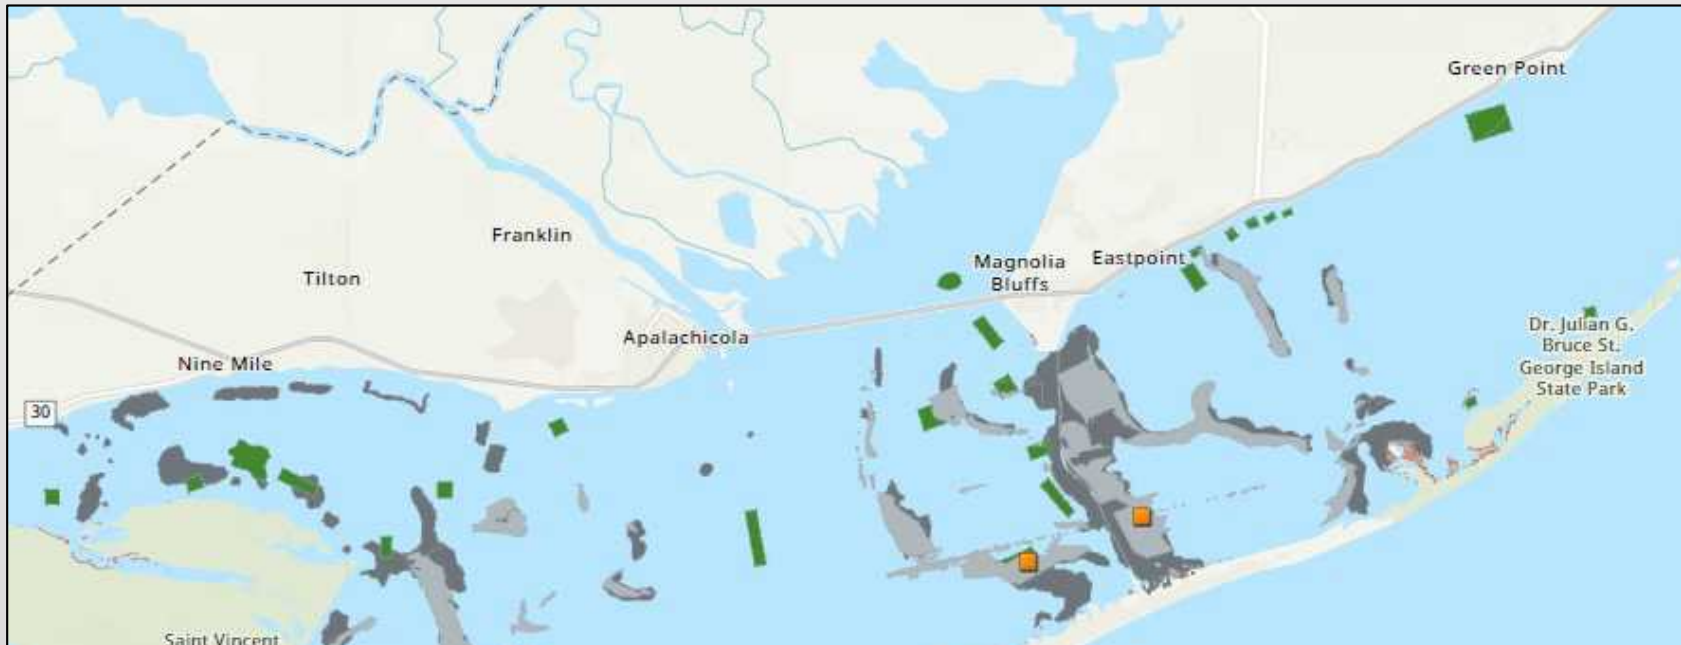 Green Point
Franklin
Magnolia
Bluffs
Eastpoint
Tilton
Apalachicola
Dr. Julian G.
Bruce St.
George Island
State Park
Nine Mile
30
Saint Vincent